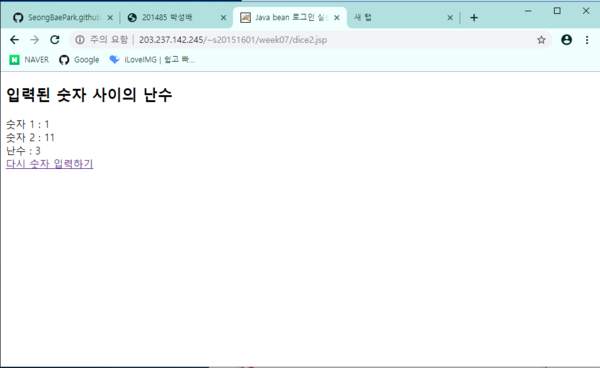 SeongBaePark.github
201485 박성배
Java bean 로그인 실
새 탭
주의 요함 | 203.237.142.245/~s20151601/week07/dice2.jsp
NAVER
Google
iLoveIMG | 쉽고 빠...
입력된 숫자 사이의 난수
숫자 1 : 1
숫자 2 : 11
난수 : 3
다시 숫자 입력하기